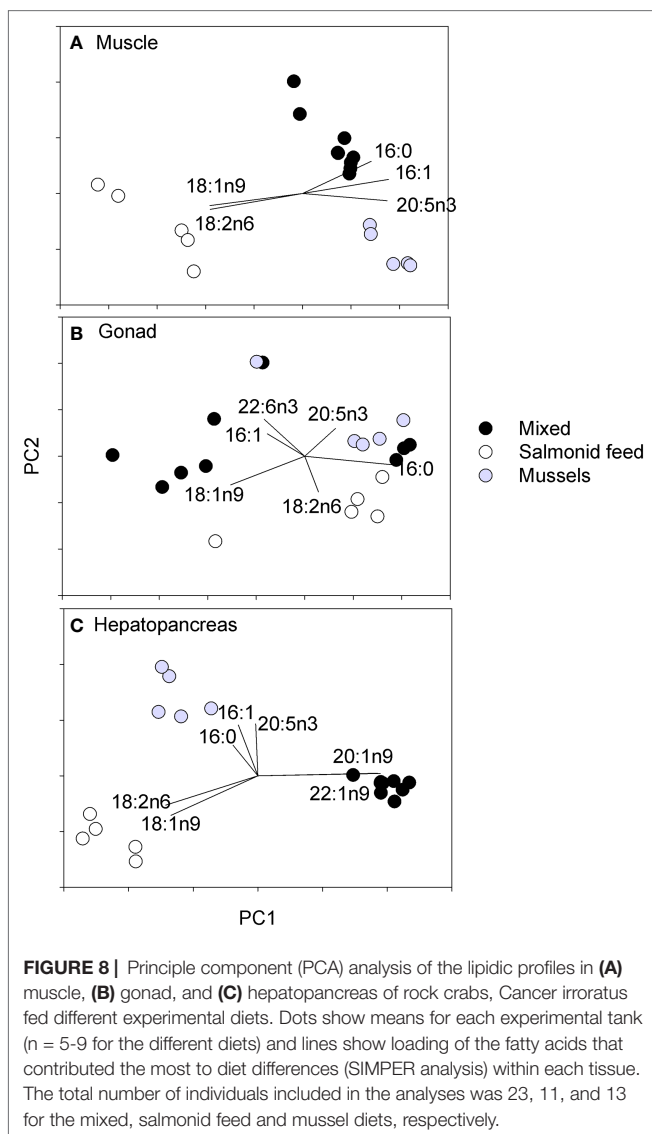 A Muscle
16:0
16:1
18:1n9
20:5n3
18:2n6
B Gonad
22:6n3
20:5n3
16:1
16:0
18:1n9
18:2n6
PC2
Mixed
Salmonid feed
Mussels
C Hepatopancreas
16:1
20:5n3
16:0
20:1n9
22:1n9
18:2n6
18:1n9
PC1
FIGURE 8 | Principle component (PCA) analysis of the lipidic profiles in (A)
muscle, (B) gonad, and (C) hepatopancreas of rock crabs, Cancer irroratus
fed different experimental diets. Dots show means for each experimental tank
(n = 5-9 for the different diets) and lines show loading of the fatty acids that
contributed the most to diet differences (SIMPER analysis) within each tissue.
The total number of individuals included in the analyses was 23, 11, and 13
for the mixed, salmonid feed and mussel diets, respectively.